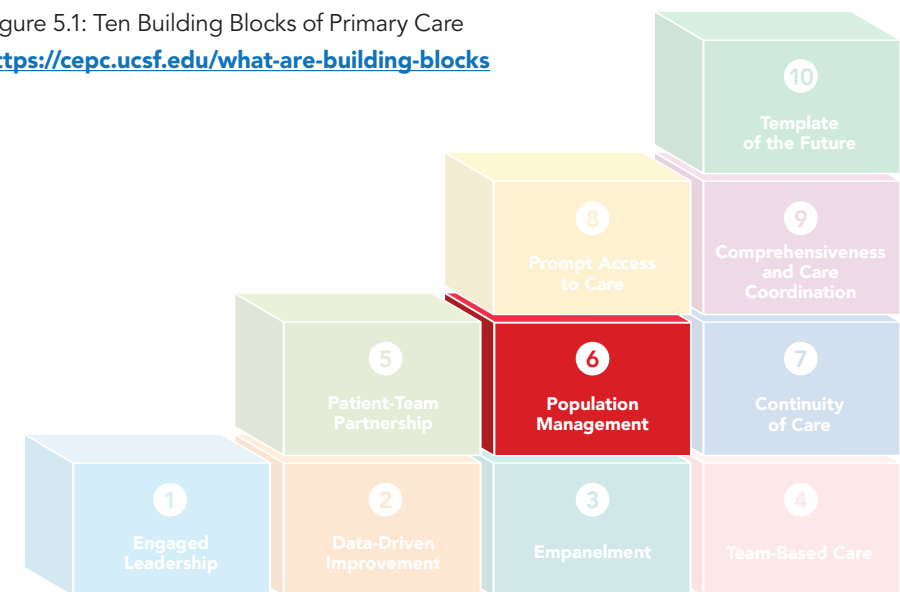 igure 5.1: Ten Building Blocks of Primary Care
ttps://cepc.ucsf.edu/what-are-building-blocks
10
Template
of the Future
8
Prompt Access
to Care
9
Comprehensiveness
and Care
Coordination
5
Patient-Team
Partnership
6
Population
Management
7
Continuity
of Care
1
Engaged
Leadership
2
Data-Driven
Improvement
3
Empanelment
4
Team-Based Care